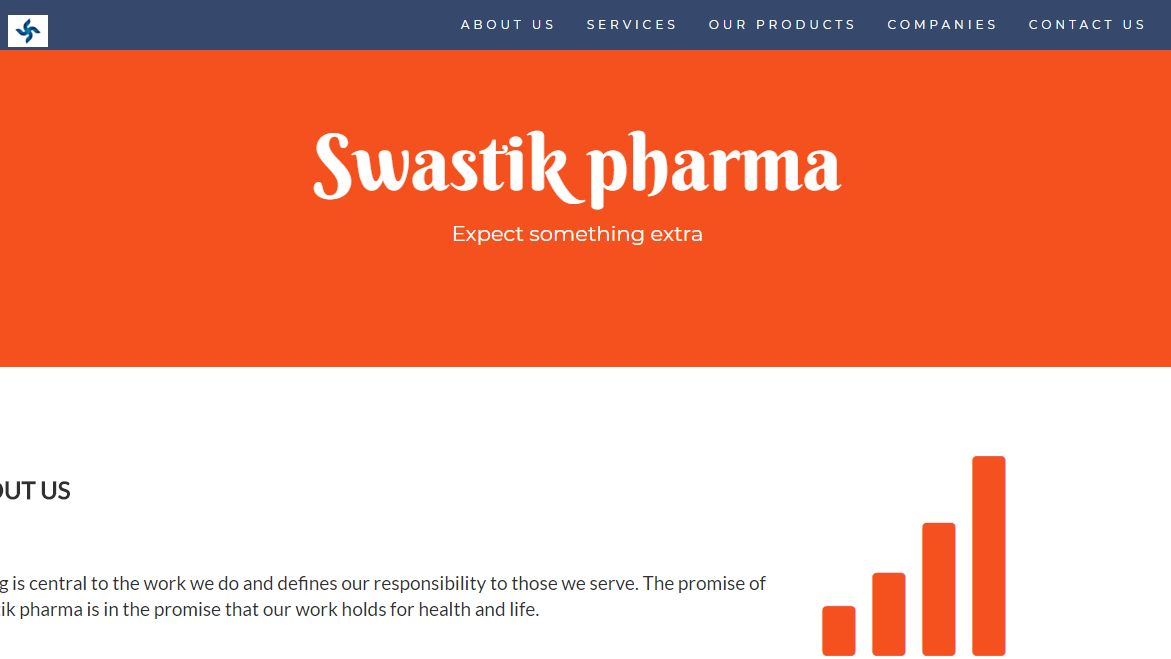 ABOUT US SERVICES OUR PRODUCTS COMPANIES CONTACT US
Swastik pharma
Expect something extra
OUT US
g is central to the work we do and defines our responsibility to those we serve. The promise of
tik pharma is in the promise that our work holds for health and life.